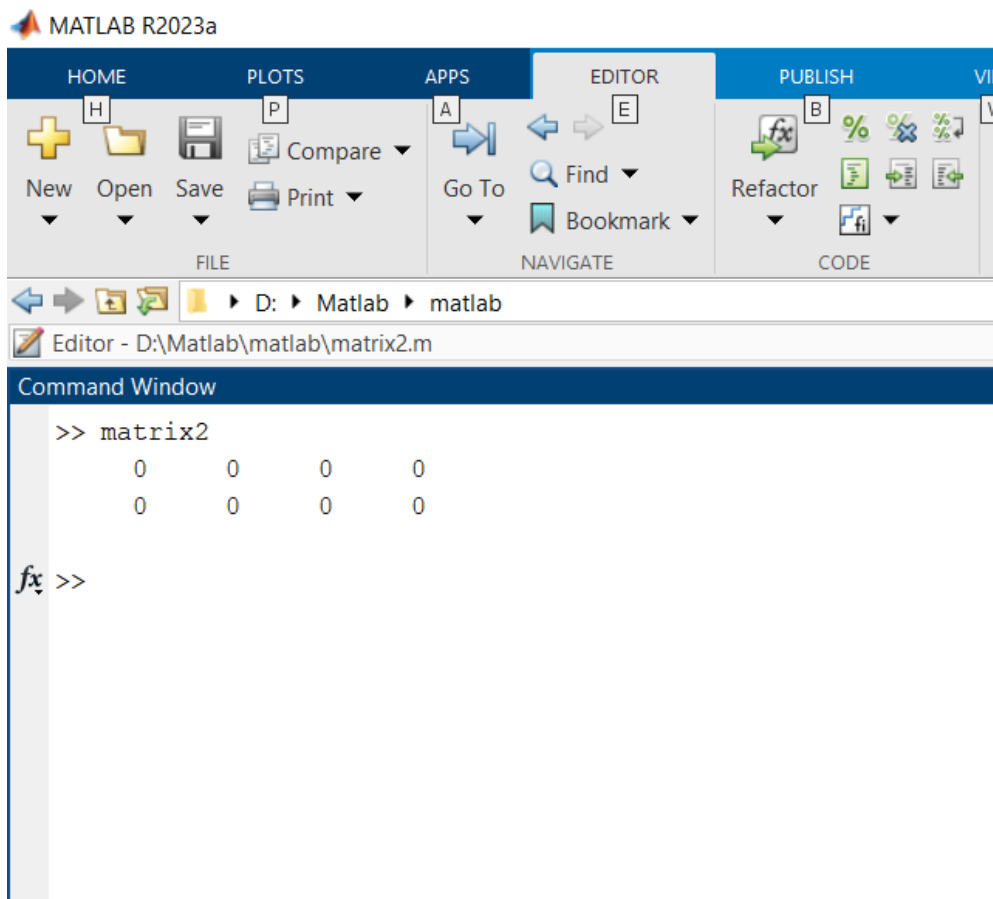 MATLAB R2023a
HOME PLOTS APPS EDITOR PUBLISH
H P A E B
New Open Save Compare Print Go To Find Bookmark Refactor % fx fi
FILE NAVIGATE CODE
D: Matlab matlab
Editor - D:\Matlab\matlab\matrix2.m
Command Window
>> matrix2
0 0 0 0
0 0 0 0
fx >>